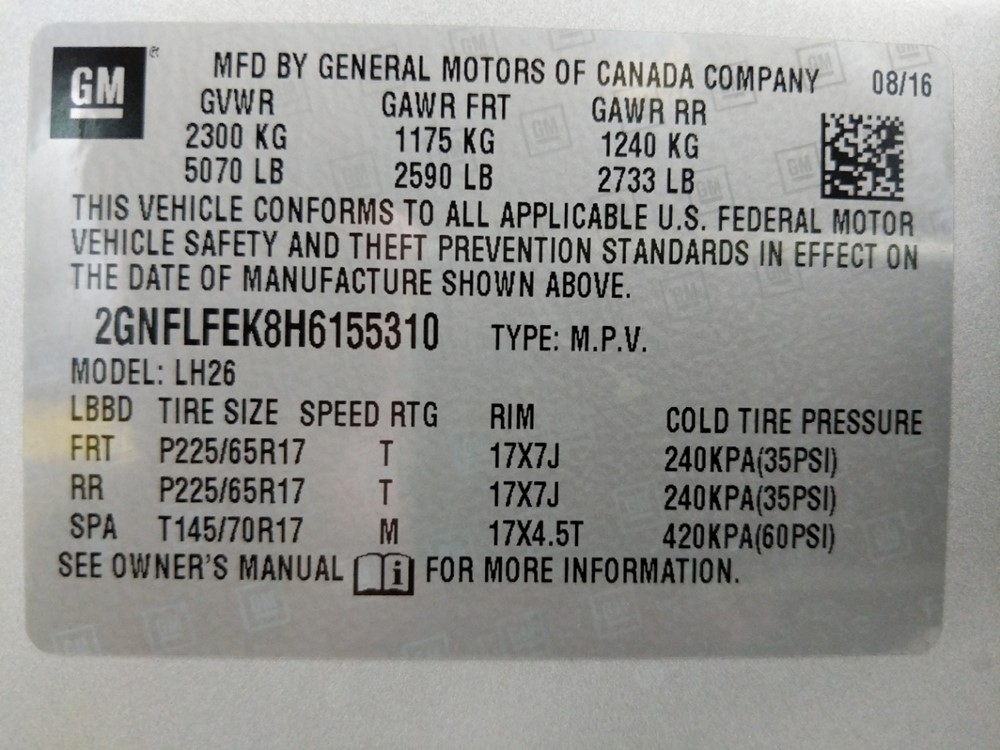 GM
MFD BY GENERAL MOTORS OF CANADA COMPANY 08/16
GVWR GAWR FRT GAWR RR
2300 KG 1175 KG 1240 KG
5070 LB 2590 LB 2733 LB
THIS VEHICLE CONFORMS TO ALL APPLICABLE U.S. FEDERAL MOTOR
VEHICLE SAFETY AND THEFT PREVENTION STANDARDS IN EFFECT ON
THE DATE OF MANUFACTURE SHOWN ABOVE.
2GNFLFEK8H6155310 TYPE: M.P.V.
MODEL: LH26
LBBD TIRE SIZE SPEED RTG RIM COLD TIRE PRESSURE
FRT P225/65R17 T 17X7J 240KPA(35PSI)
RR P225/65R17 T 17X7J 240KPA(35PSI)
SPA T145/70R17 M 17X4.5T 420KPA(60PSI)
SEE OWNER'S MANUAL i FOR MORE INFORMATION.